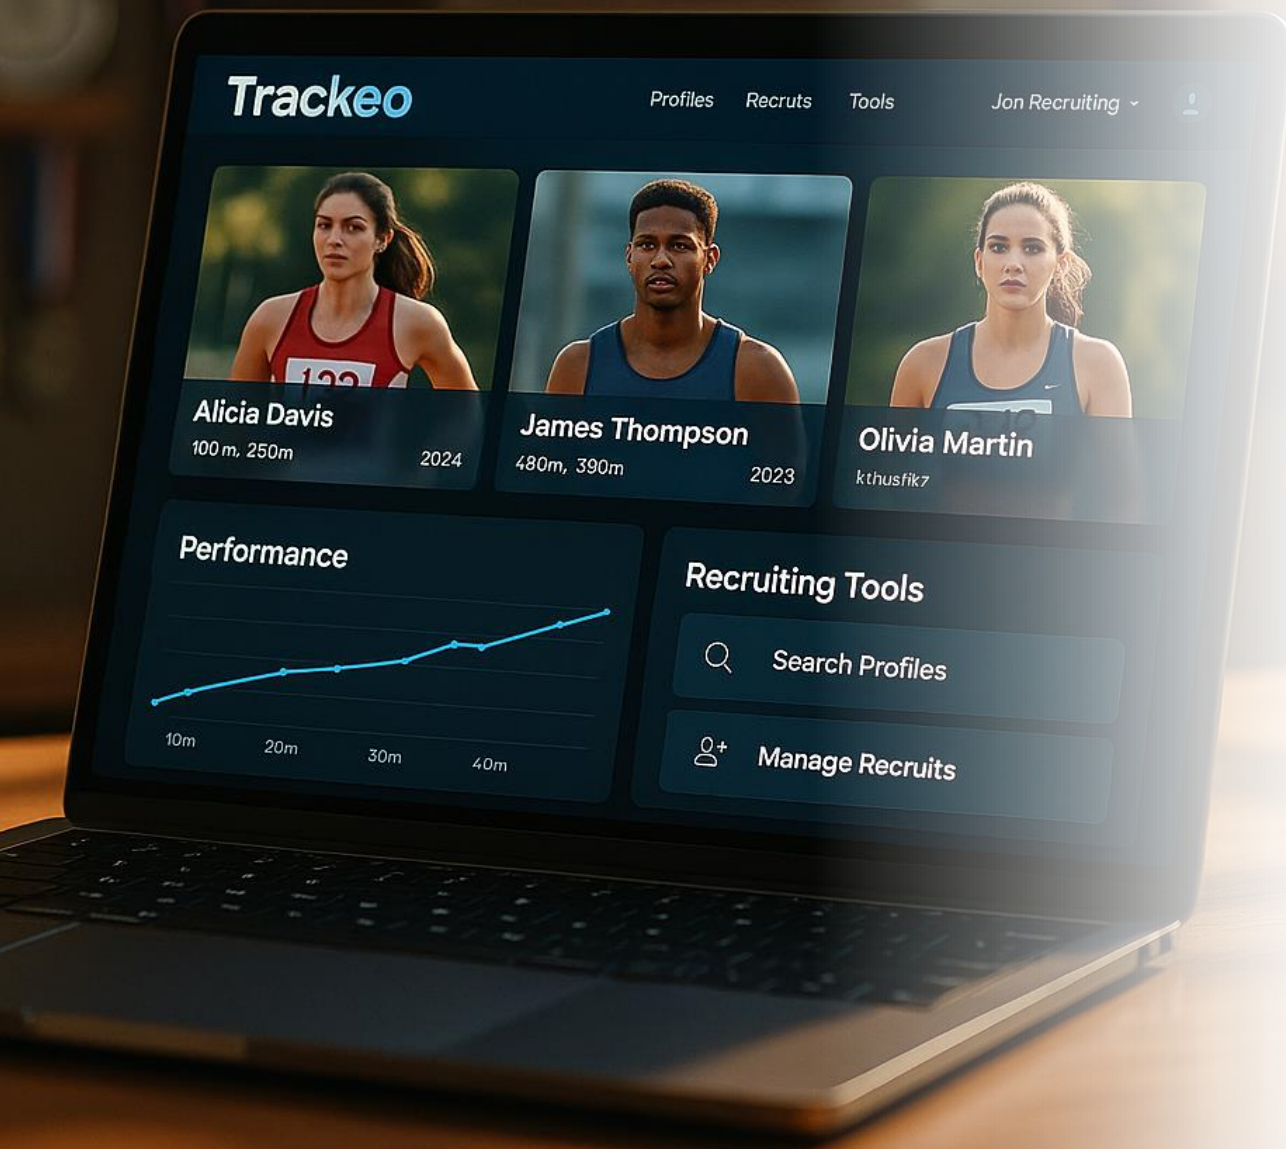 Trackeo
Profiles Recruts Tools Jon Recruiting
Alicia Davis
100 m, 250m 2024
James Thompson
480m, 390m 2023
Olivia Martin
kthusfik7
Performance
10m 20m 30m 40m
Recruiting Tools
Search Profiles
Manage Recruits